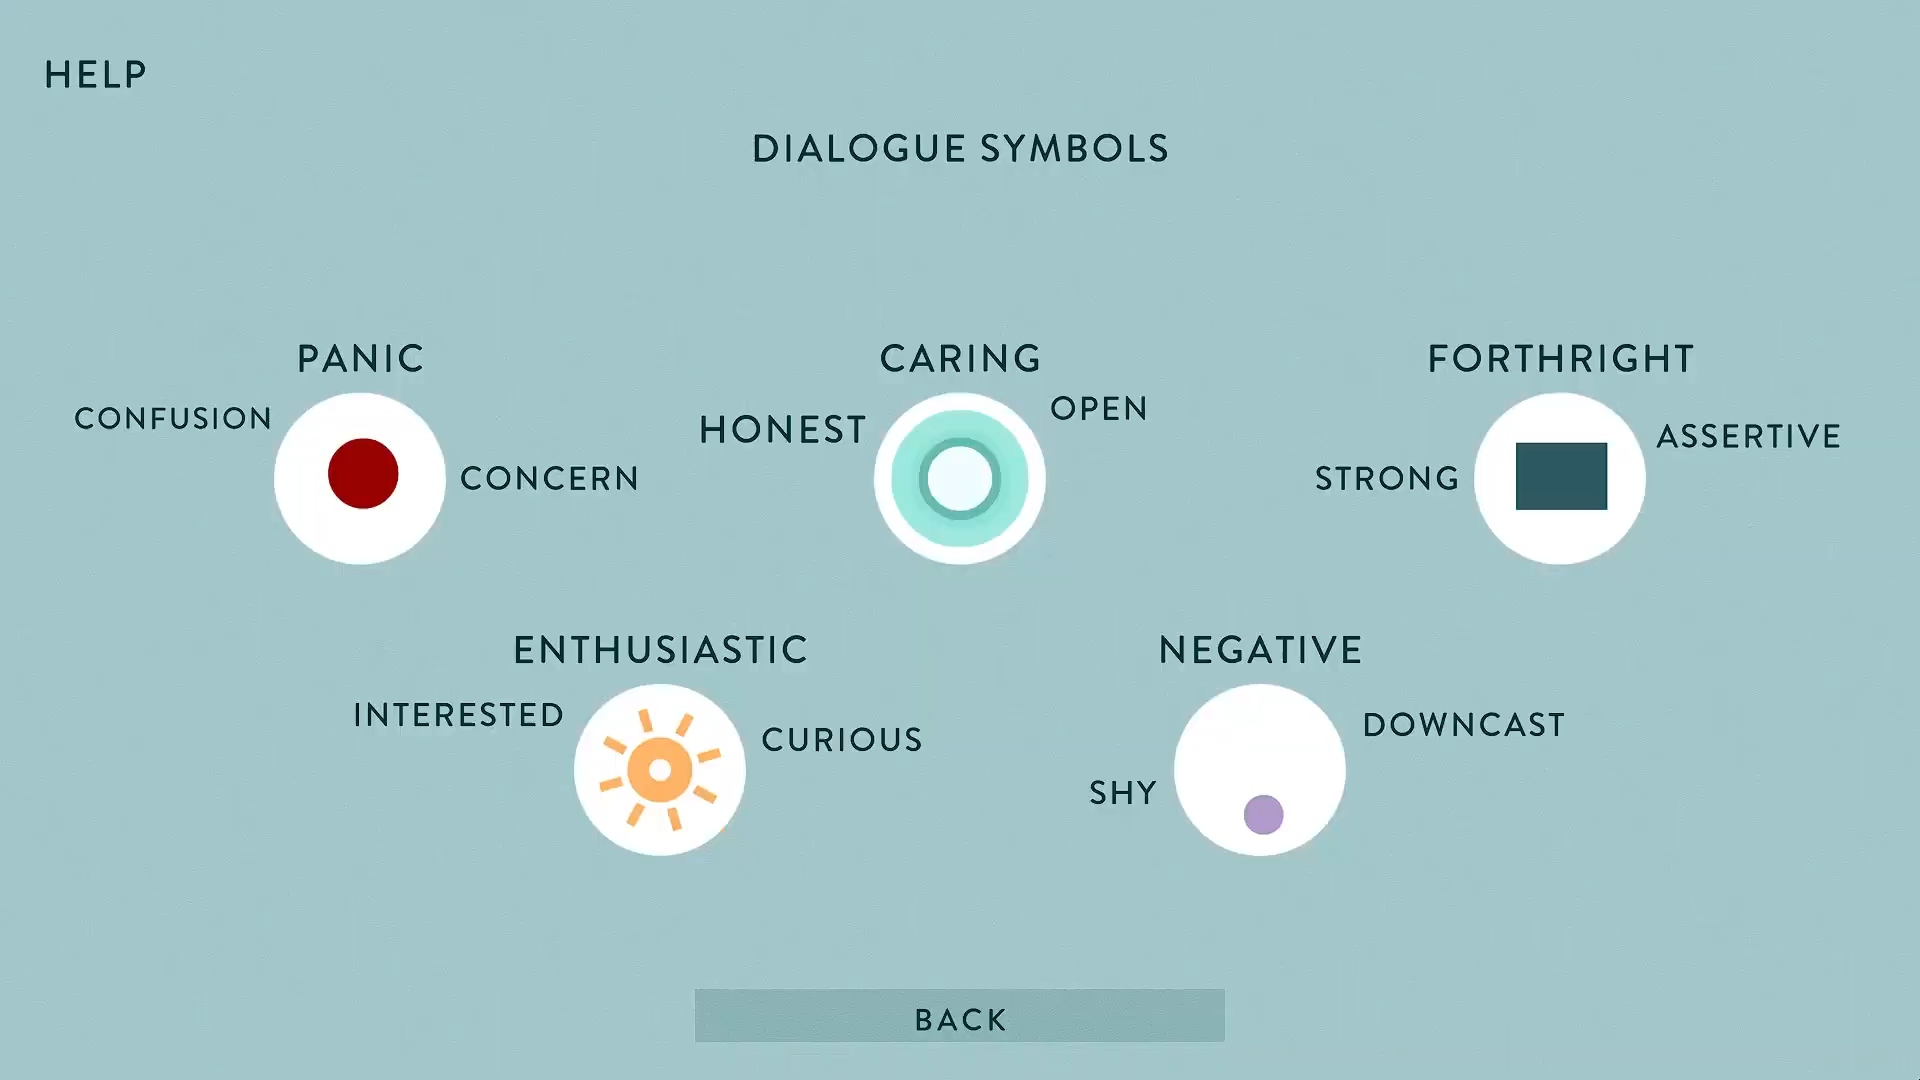 HELP
DIALOGUE SYMBOLS
PANIC
CONFUSION
CONCERN
CARING
HONEST
OPEN
FORTHRIGHT
STRONG
ASSERTIVE
ENTHUSIASTIC
INTERESTED
CURIOUS
NEGATIVE
SHY
DOWNCAST
BACK